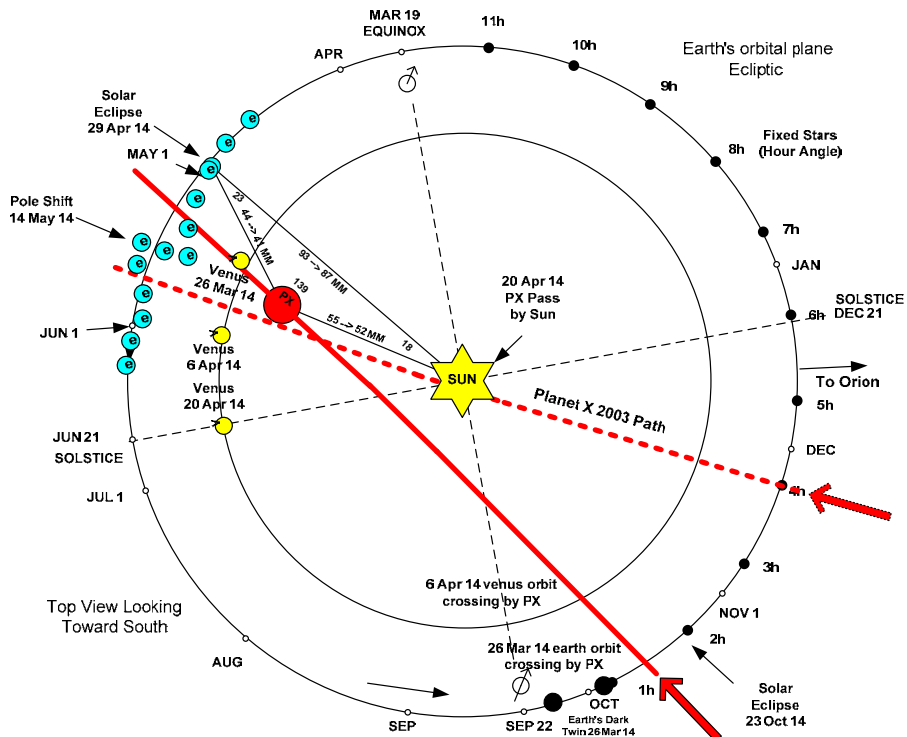 MAR 19
EQUINOX
11h
10h
Earth's orbital plane
Ecliptic
APR
9h
Solar
Eclipse
29 Apr 14
e
e
e
e
MAY 1
8h
Fixed Stars
(Hour Angle)
Pole Shift
14 May 14
e
e
e
e
e
e
e
e
e
e
23
44 --> 41 MM
93 --> 87 MM
139
7h
JAN
Venus
26 Mar 14
PX
55 --> 52 MM
18
20 Apr 14
PX Pass
by Sun
6h
SOLSTICE
DEC 21
JUN 1
Venus
6 Apr 14
SUN
To Orion
Venus
20 Apr 14
5h
Planet X 2003 Path
JUN 21
SOLSTICE
DEC
JUL 1
4h
3h
6 Apr 14 venus orbit
crossing by PX
NOV 1
Top View Looking
Toward South
2h
26 Mar 14 earth orbit
crossing by PX
AUG
1h
OCT
Earth's Dark
Twin 26 Mar 14
SEP
SEP 22
Solar
Eclipse
23 Oct 14